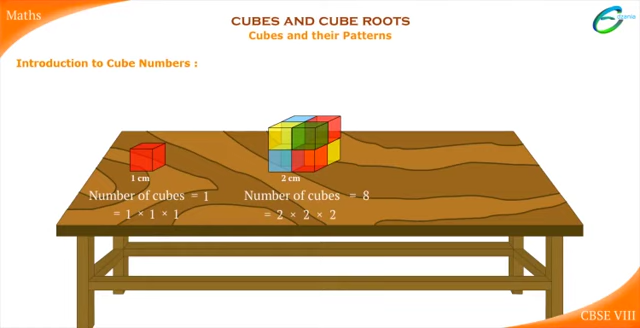 Maths
CUBES AND CUBE ROOTS
Cubes and their Patterns
Introduction to Cube Numbers :
1 cm
2 cm
Number of cubes = 1
= 1 × 1 × 1
Number of cubes = 8
= 2 × 2 × 2
CBSE VIII